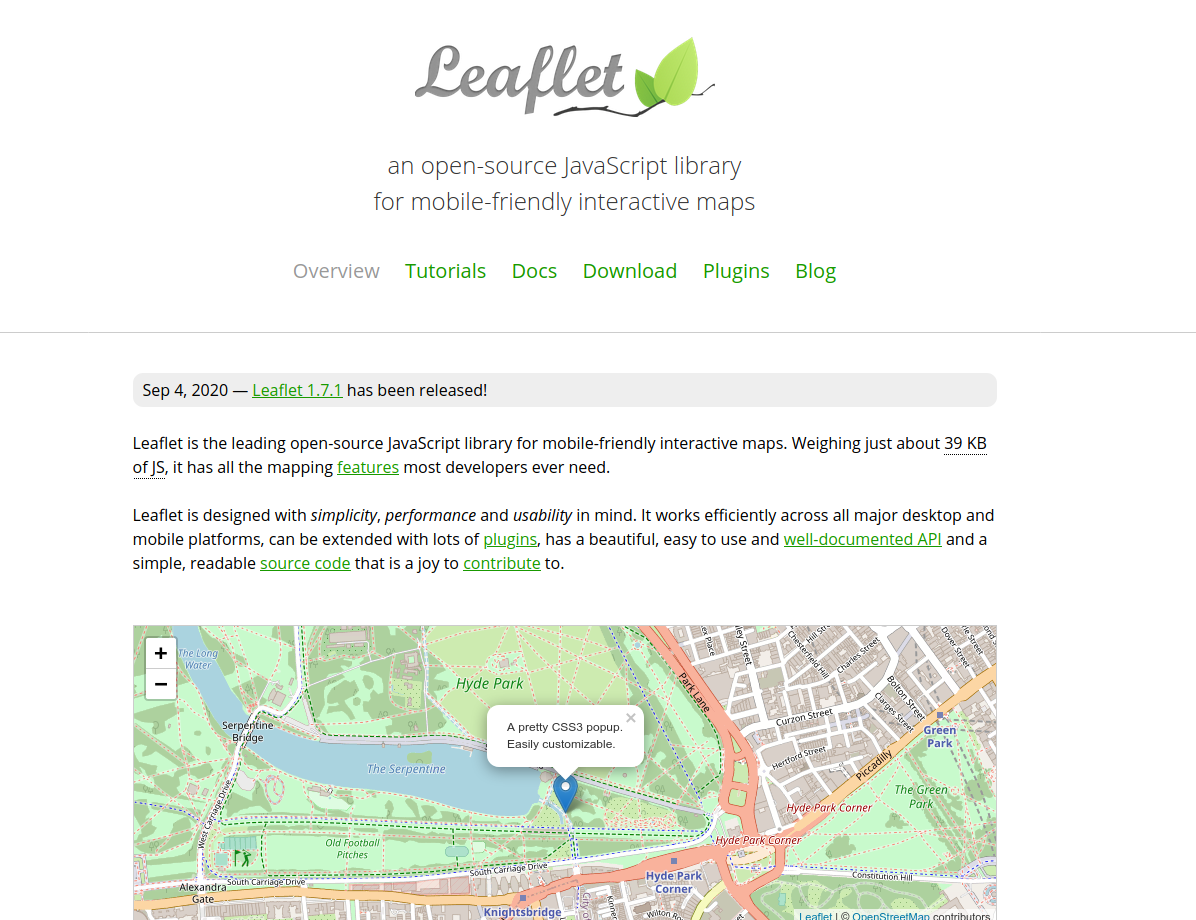 Leaflet
an open-source JavaScript library
for mobile-friendly interactive maps
Overview Tutorials Docs Download Plugins Blog
Sep 4, 2020 — Leaflet 1.7.1 has been released!
Leaflet is the leading open-source JavaScript library for mobile-friendly interactive maps. Weighing just about 39 KB
of JS, it has all the mapping features most developers ever need.
Leaflet is designed with simplicity, performance and usability in mind. It works efficiently across all major desktop and
mobile platforms, can be extended with lots of plugins, has a beautiful, easy to use and well-documented API and a
simple, readable source code that is a joy to contribute to.
+
−
The Long
Water
Hyde Park
Park Lane
Chesterfield Hill
Charles Street
Dover Street
Bolton Street
Clarges Street
Curzon Street
Hertford Street
Piccadilly
Green
Park
Serpentine
Bridge
A pretty CSS3 popup.
Easily customizable.
×
The Serpentine
The Green
Park
Hyde Park Corner
West Carriage Drive
Old Football
Pitches
Hyde Park Corner
South Carriage Drive
South Carriage Drive
Hyde Park
Corner
Constitution Hill
Alexandra
Gate
Knightsbridge
Leaflet | © OpenStreetMap contributors